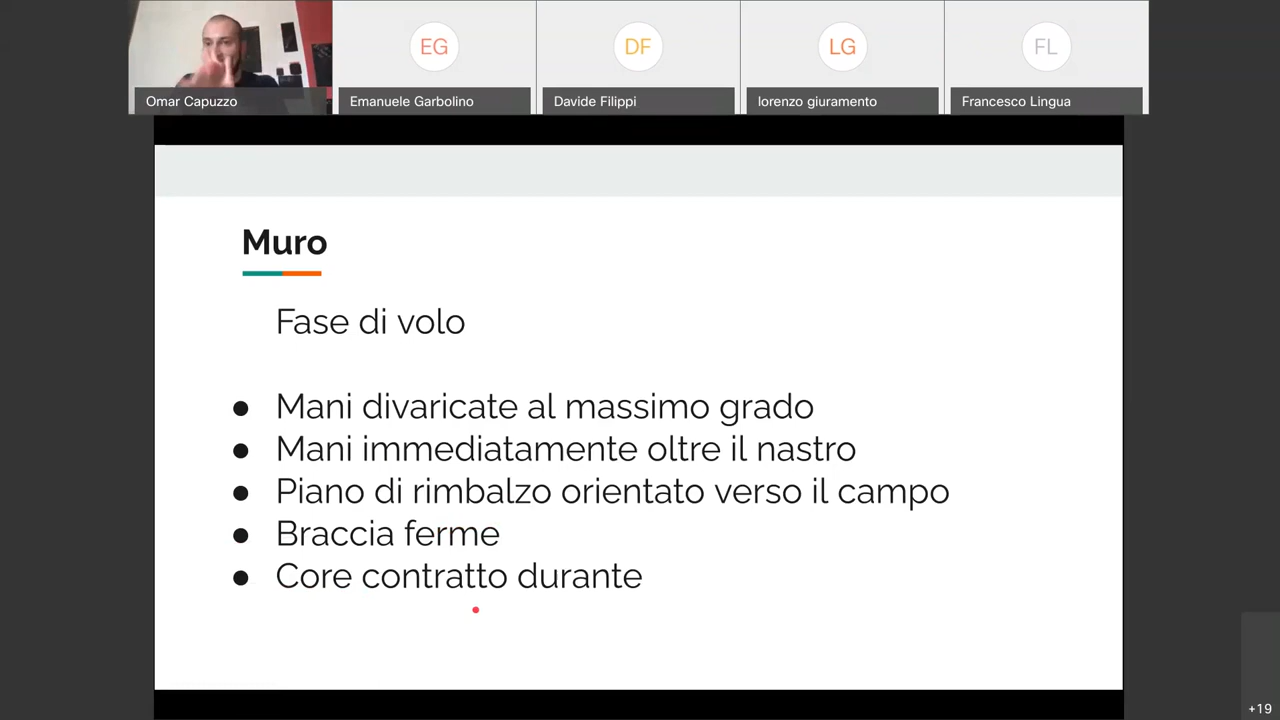 Omar Capuzzo
EG
Emanuele Garbolino
DF
Davide Filippi
LG
lorenzo giuramento
FL
Francesco Lingua
Muro
Fase di volo
● Mani divaricate al massimo grado
● Mani immediatamente oltre il nastro
● Piano di rimbalzo orientato verso il campo
● Braccia ferme
● Core contratto durante
+19